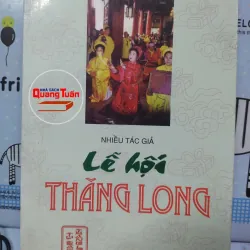 NHÀ SÁCH
Quang Tuấn
NHIỀU TÁC GIẢ
Lễ hội
THĂNG LONG